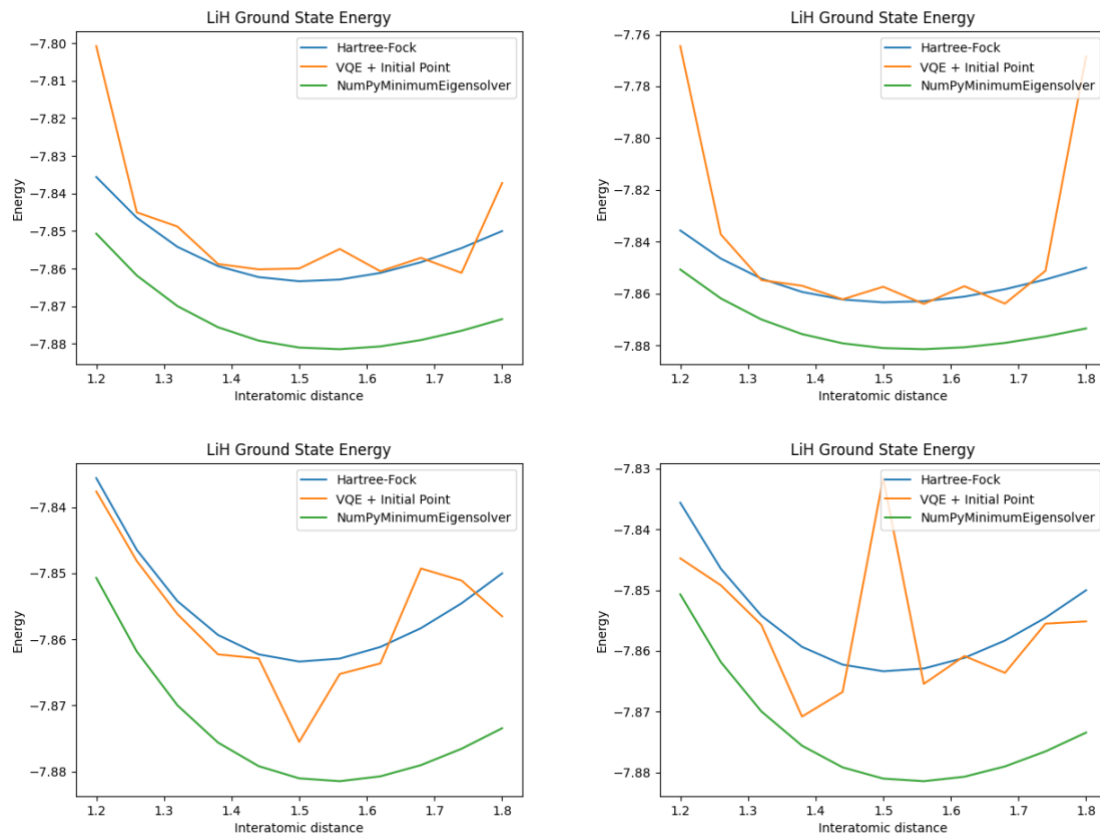 LiH Ground State Energy
Hartree-Fock
VQE + Initial Point
NumPyMinimumEigensolver
−7.80
−7.81
−7.82
−7.83
−7.84
−7.85
−7.86
−7.87
−7.88
Energy
1.2 1.3 1.4 1.5 1.6 1.7 1.8
Interatomic distance
LiH Ground State Energy
Hartree-Fock
VQE + Initial Point
NumPyMinimumEigensolver
−7.76
−7.78
−7.80
−7.82
−7.84
−7.86
−7.88
Energy
1.2 1.3 1.4 1.5 1.6 1.7 1.8
Interatomic distance
LiH Ground State Energy
Hartree-Fock
VQE + Initial Point
NumPyMinimumEigensolver
−7.84
−7.85
−7.86
−7.87
−7.88
Energy
1.2 1.3 1.4 1.5 1.6 1.7 1.8
Interatomic distance
LiH Ground State Energy
Hartree-Fock
VQE + Initial Point
NumPyMinimumEigensolver
−7.83
−7.84
−7.85
−7.86
−7.87
−7.88
Energy
1.2 1.3 1.4 1.5 1.6 1.7 1.8
Interatomic distance